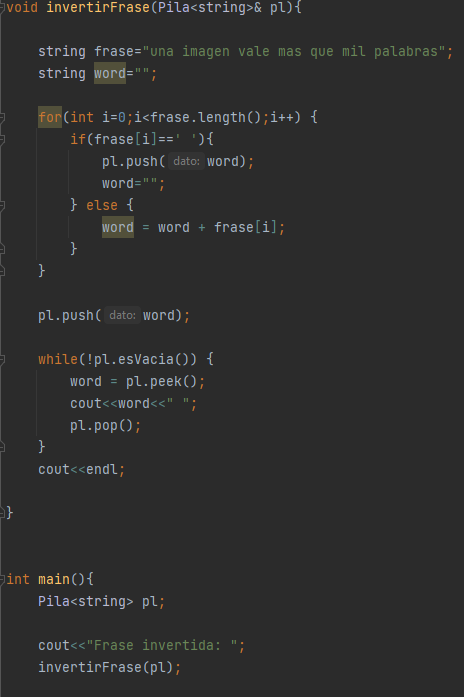 void invertirFrase(Pila<string>& pl){
string frase="una imagen vale mas que mil palabras";
string word="";
for(int i=0;i<frase.length();i++) {
if(frase[i]==' '){
pl.push( dato: word);
word="";
} else {
word = word + frase[i];
}
}
pl.push( dato: word);
while(!pl.esVacia()) {
word = pl.peek();
cout<<word<<" ";
pl.pop();
}
cout<<endl;
}
int main(){
Pila<string> pl;
cout<<"Frase invertida: ";
invertirFrase(pl);